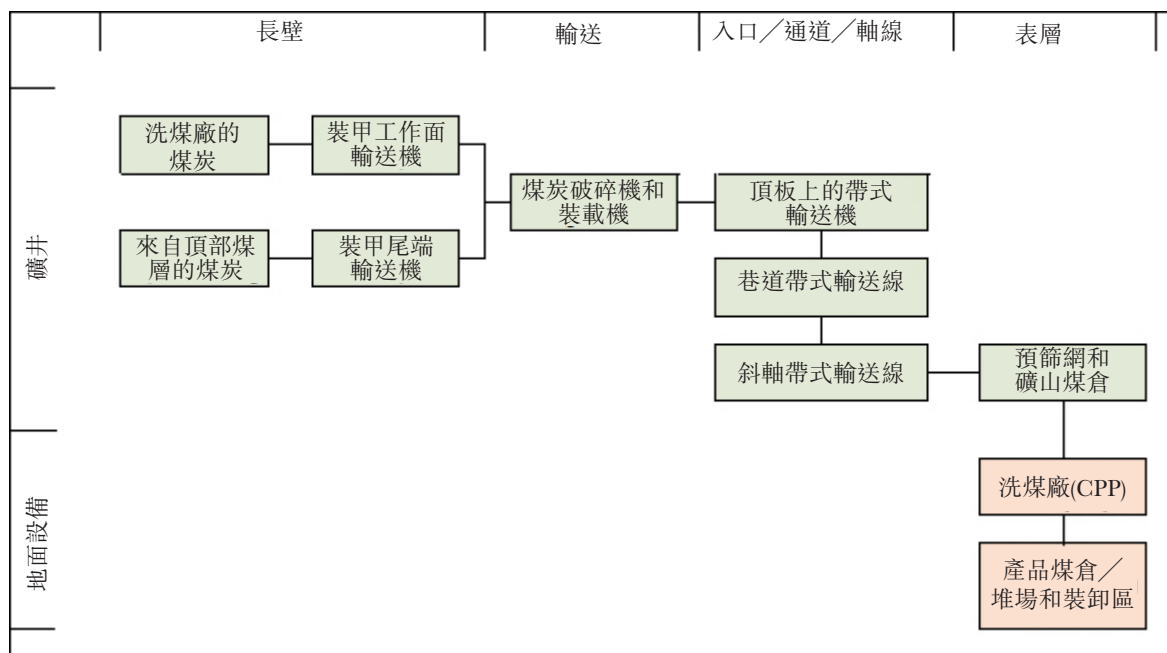 長壁
輸送
入口／通道／軸線
表層
礦井
洗煤廠的
煤炭
裝甲工作面
輸送機
煤炭破碎機和
裝載機
頂板上的帶式
輸送機
來自頂部煤
層的煤炭
裝甲尾端
輸送機
巷道帶式輸送線
斜軸帶式輸送線
預篩網和
礦山煤倉
地面設備
洗煤廠(CPP)
產品煤倉／
堆場和裝卸區